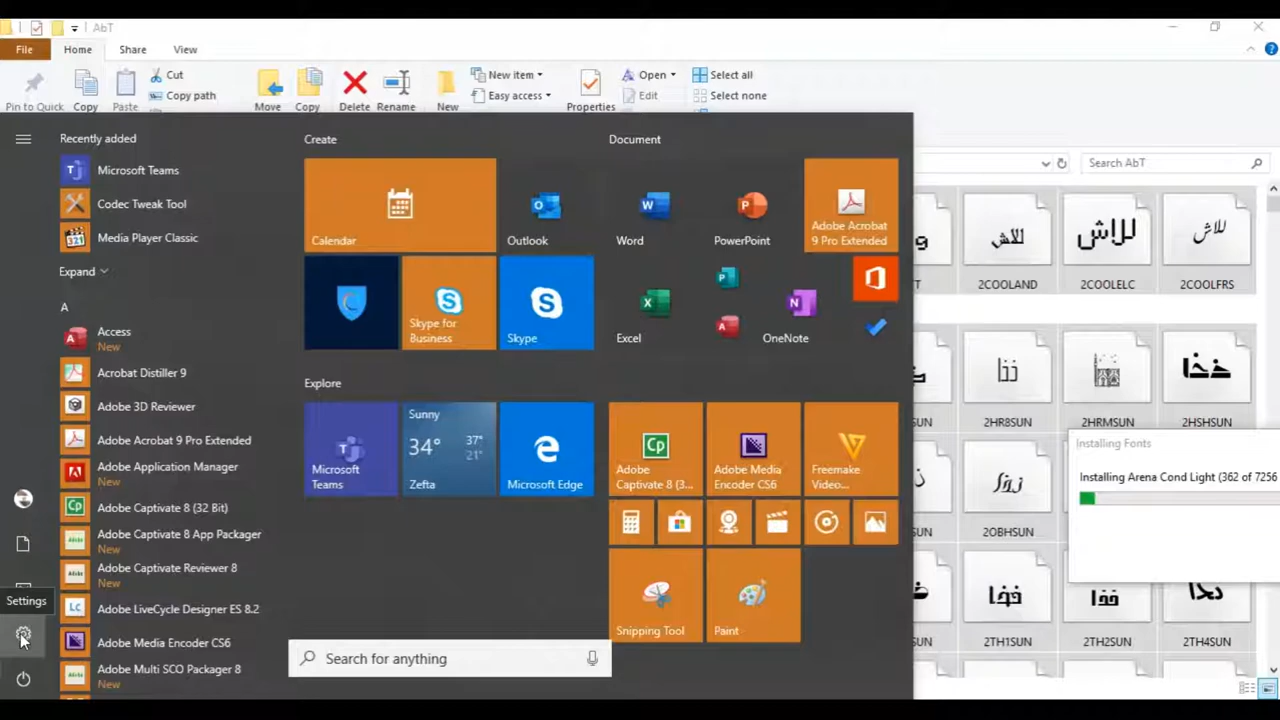 AbT
File
Home
Share
View
Pin to Quick
Copy
Paste
Cut
Copy path
Move
Copy
Delete
Rename
New
New item
Easy access
Properties
Open
Edit
Select all
Select none
Search AbT
Recently added
Microsoft Teams
Codec Tweak Tool
Media Player Classic
Expand
A
Access
New
Acrobat Distiller 9
Adobe 3D Reviewer
Adobe Acrobat 9 Pro Extended
Adobe Application Manager
New
Adobe Captivate 8 (32 Bit)
Adobe Captivate 8 App Packager
New
Adobe Captivate Reviewer 8
New
Adobe LiveCycle Designer ES 8.2
Adobe Media Encoder CS6
Adobe Multi SCO Packager 8
New
Settings
Create
Calendar
Outlook
Skype for
Business
Skype
Explore
Microsoft
Teams
Sunny
34°
37°
21°
Zefta
Microsoft Edge
Document
Word
PowerPoint
Adobe Acrobat
9 Pro Extended
Excel
OneNote
Adobe
Captivate 8 (3...
Adobe Media
Encoder CS6
Freemake
Video...
Snipping Tool
Paint
Search for anything
للاش
للاش
للاش
2COOLAND
2COOLELC
2COOLFRS
2HR8SUN
2HRMSUN
2HSHSUN
Installing Fonts
Installing Arena Cond Light (362 of 7256
2OBHSUN
2TH1SUN
2TH2SUN
2TH4SUN